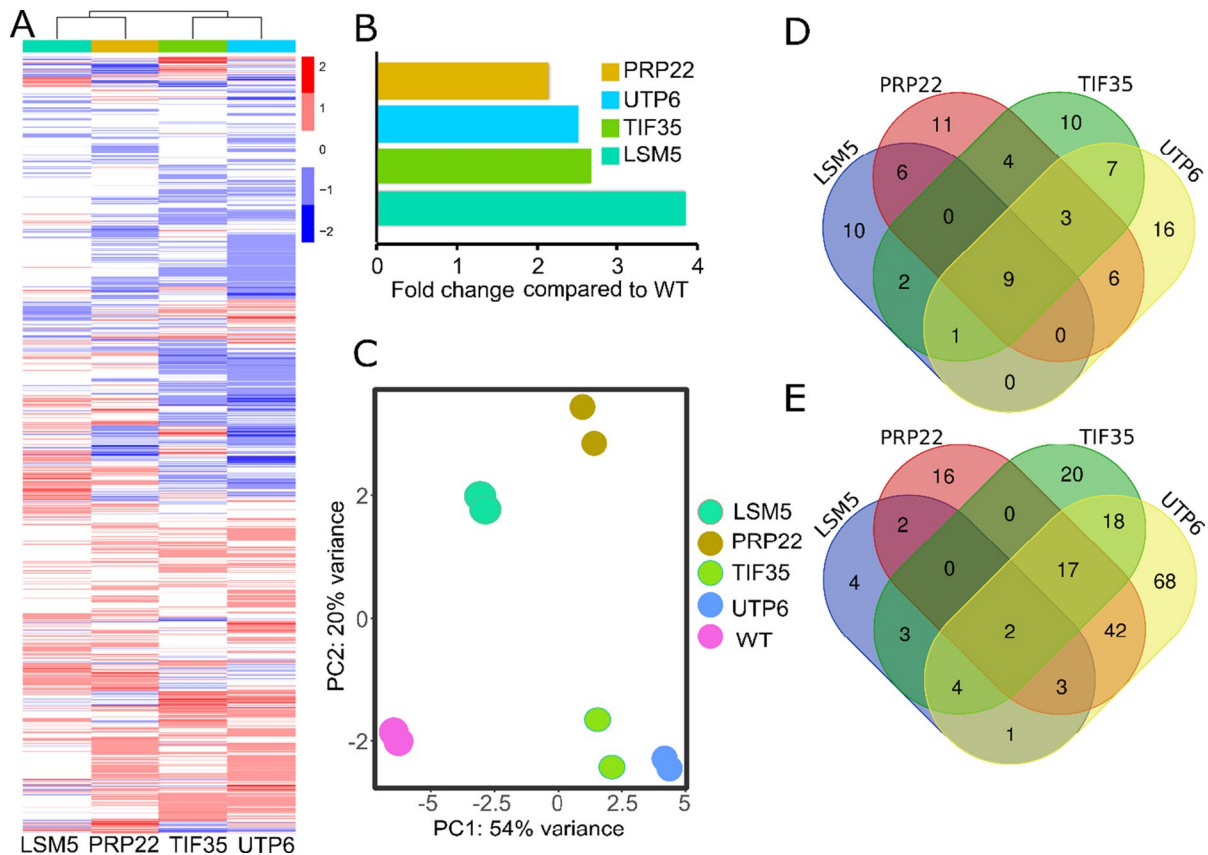 A
2
1
0
−1
−2
LSM5 PRP22 TIF35 UTP6
B
PRP22
UTP6
TIF35
LSM5
0 1 2 3 4
Fold change compared to WT
C
PC2: 20% variance
2
0
-2
-5 -2.5 0 2.5 5
PC1: 54% variance
LSM5
PRP22
TIF35
UTP6
WT
D
PRP22 TIF35
LSM5 UTP6
11 10
6 4 7
10 0 3 16
2 9 6
1 0
0
E
PRP22 TIF35
LSM5 UTP6
16 20
2 0 18
4 0 17 68
3 2 42
4 3
1